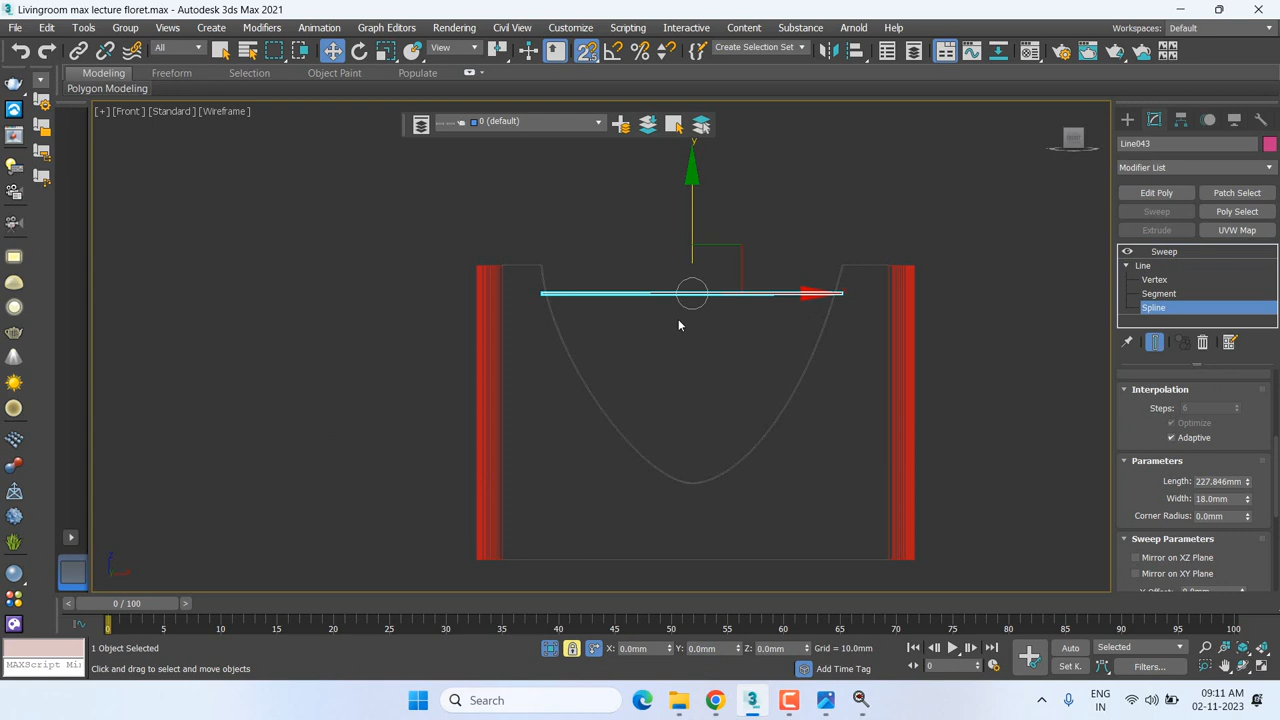 Livingroom max lecture floret.max - Autodesk 3ds Max 2021
File Edit Tools Group Views Create Modifiers Animation Graph Editors Rendering Civil View Customize Scripting Interactive Content Substance Arnold Help
Workspaces: Default
All View Create Selection Set
Modeling Freeform Selection Object Paint Populate
Polygon Modeling
[+] [Front] [Standard] [Wireframe]
0 (default)
y
Line043
Modifier List
Edit Poly Patch Select
Sweep Poly Select
Extrude UVW Map
Sweep
Line
Vertex
Segment
Spline
Interpolation
Steps: 6
Optimize
Adaptive
Parameters
Length: 227.846mm
Width: 18.0mm
Corner Radius: 0.0mm
Sweep Parameters
Mirror on XZ Plane
Mirror on XY Plane
X Offset: 0.0mm
0 / 100
0 5 10 15 20 25 30 35 40 45 50 55 60 65 70 75 80 85 90 95 100
1 Object Selected
X: 0.0mm Y: 0.0mm Z: 0.0mm Grid = 10.0mm
Auto Selected
MAXScript Mi
Click and drag to select and move objects
Add Time Tag
0
Set K. Filters...
Search
ENG
IN
09:11 AM
02-11-2023